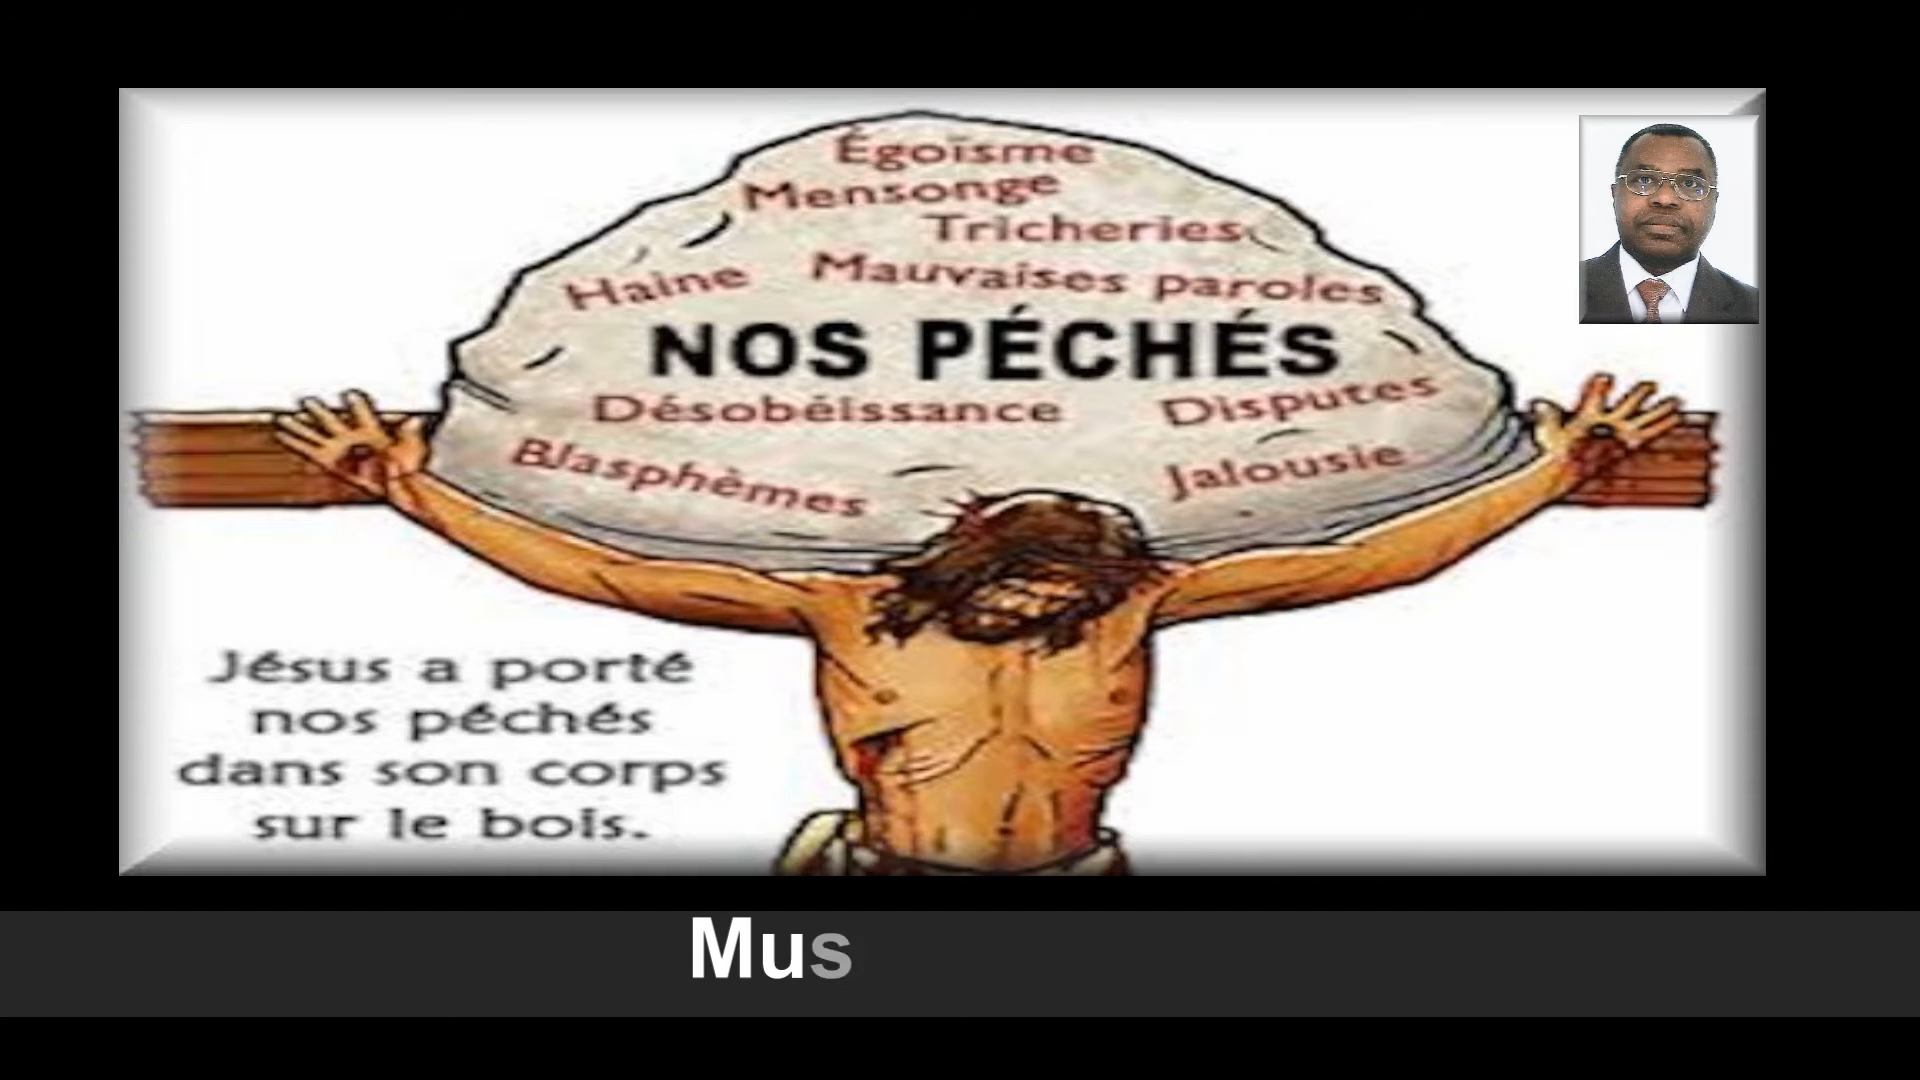 Égoïsme
Mensonge
Tricheries
Haine
Mauvaises paroles
NOS PÉCHÉS
Désobéissance
Disputes
Blasphèmes
Jalousie
Jésus a porté
nos péchés
dans son corps
sur le bois.
Mus